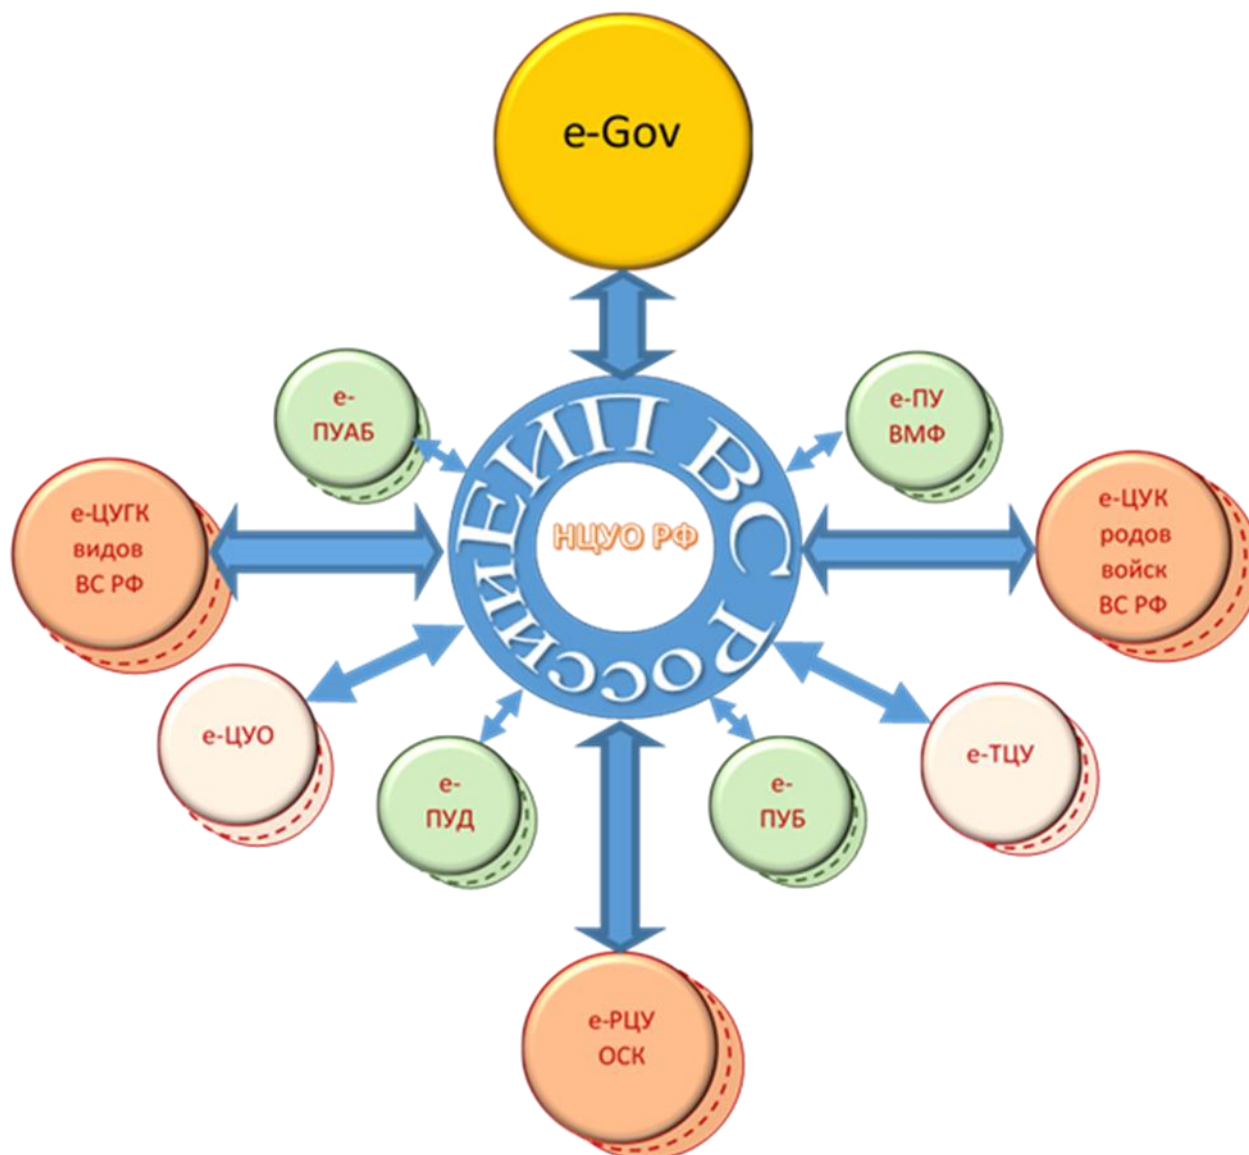 e-Gov
е-
ПУАБ
е-ПУ
ВМФ
е-ЦУГК
видов
ВС РФ
ЕИП ВС России
НЦУО РФ
е-ЦУК
родов
войск
ВС РФ
е-ЦУО
е-ТЦУ
е-
ПУД
е-
ПУБ
е-РЦУ
ОСК